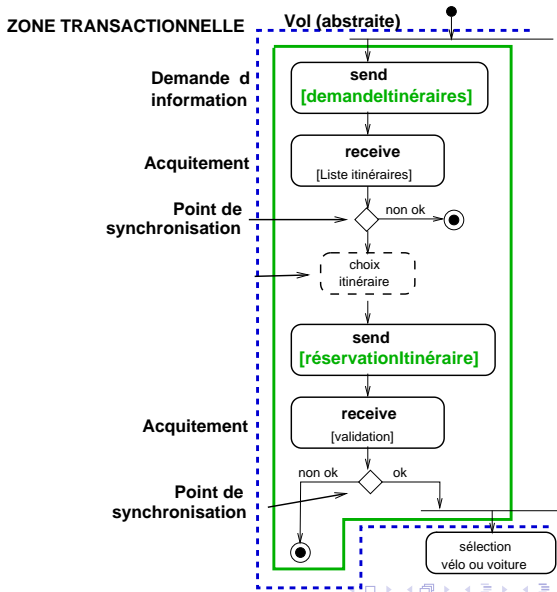 ZONE TRANSACTIONNELLE
Vol (abstraite)
Demande d
information
send
[demandeItinéraires]
Acquitement
receive
[Liste itinéraires]
Point de
synchronisation
non ok
choix
itinéraire
send
[réservationItinéraire]
Acquitement
receive
[validation]
non ok
ok
Point de
synchronisation
sélection
vélo ou voiture